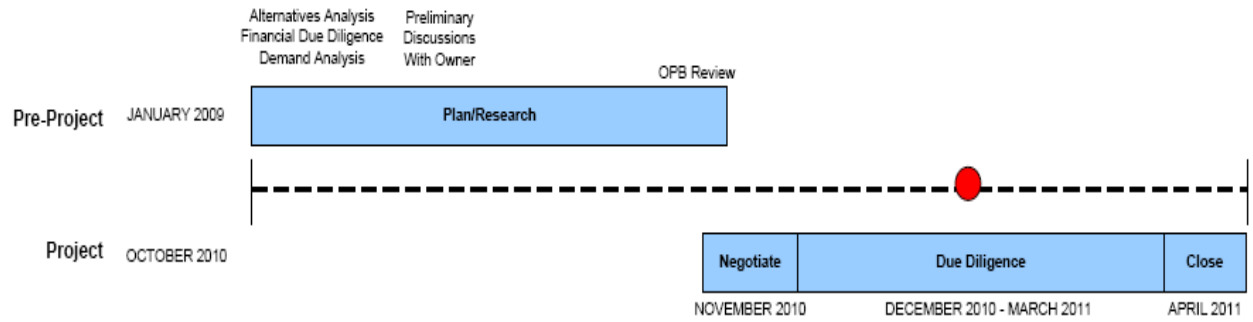 Alternatives Analysis
Financial Due Diligence
Demand Analysis
Preliminary
Discussions
With Owner
OPB Review
Pre-Project
JANUARY 2009
Plan/Research
Project
OCTOBER 2010
Negotiate
Due Diligence
Close
NOVEMBER 2010
DECEMBER 2010 - MARCH 2011
APRIL 2011